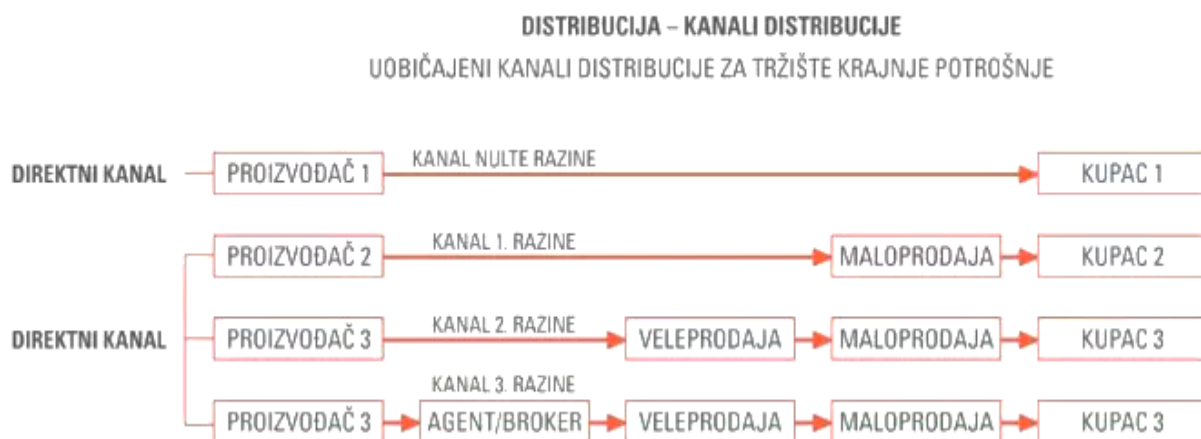 DISTRIBUCIJA – KANALI DISTRIBUCIJE
UOBIČAJENI KANALI DISTRIBUCIJE ZA TRŽIŠTE KRAJNJE POTROŠNJE
DIREKTNI KANAL PROIZVOĐAČ 1 KANAL NULTE RAZINE KUPAC 1
PROIZVOĐAČ 2 KANAL 1. RAZINE MALOPRODAJA KUPAC 2
DIREKTNI KANAL PROIZVOĐAČ 3 KANAL 2. RAZINE VELEPRODAJA MALOPRODAJA KUPAC 3
KANAL 3. RAZINE
PROIZVOĐAČ 3 AGENT/BROKER VELEPRODAJA MALOPRODAJA KUPAC 3